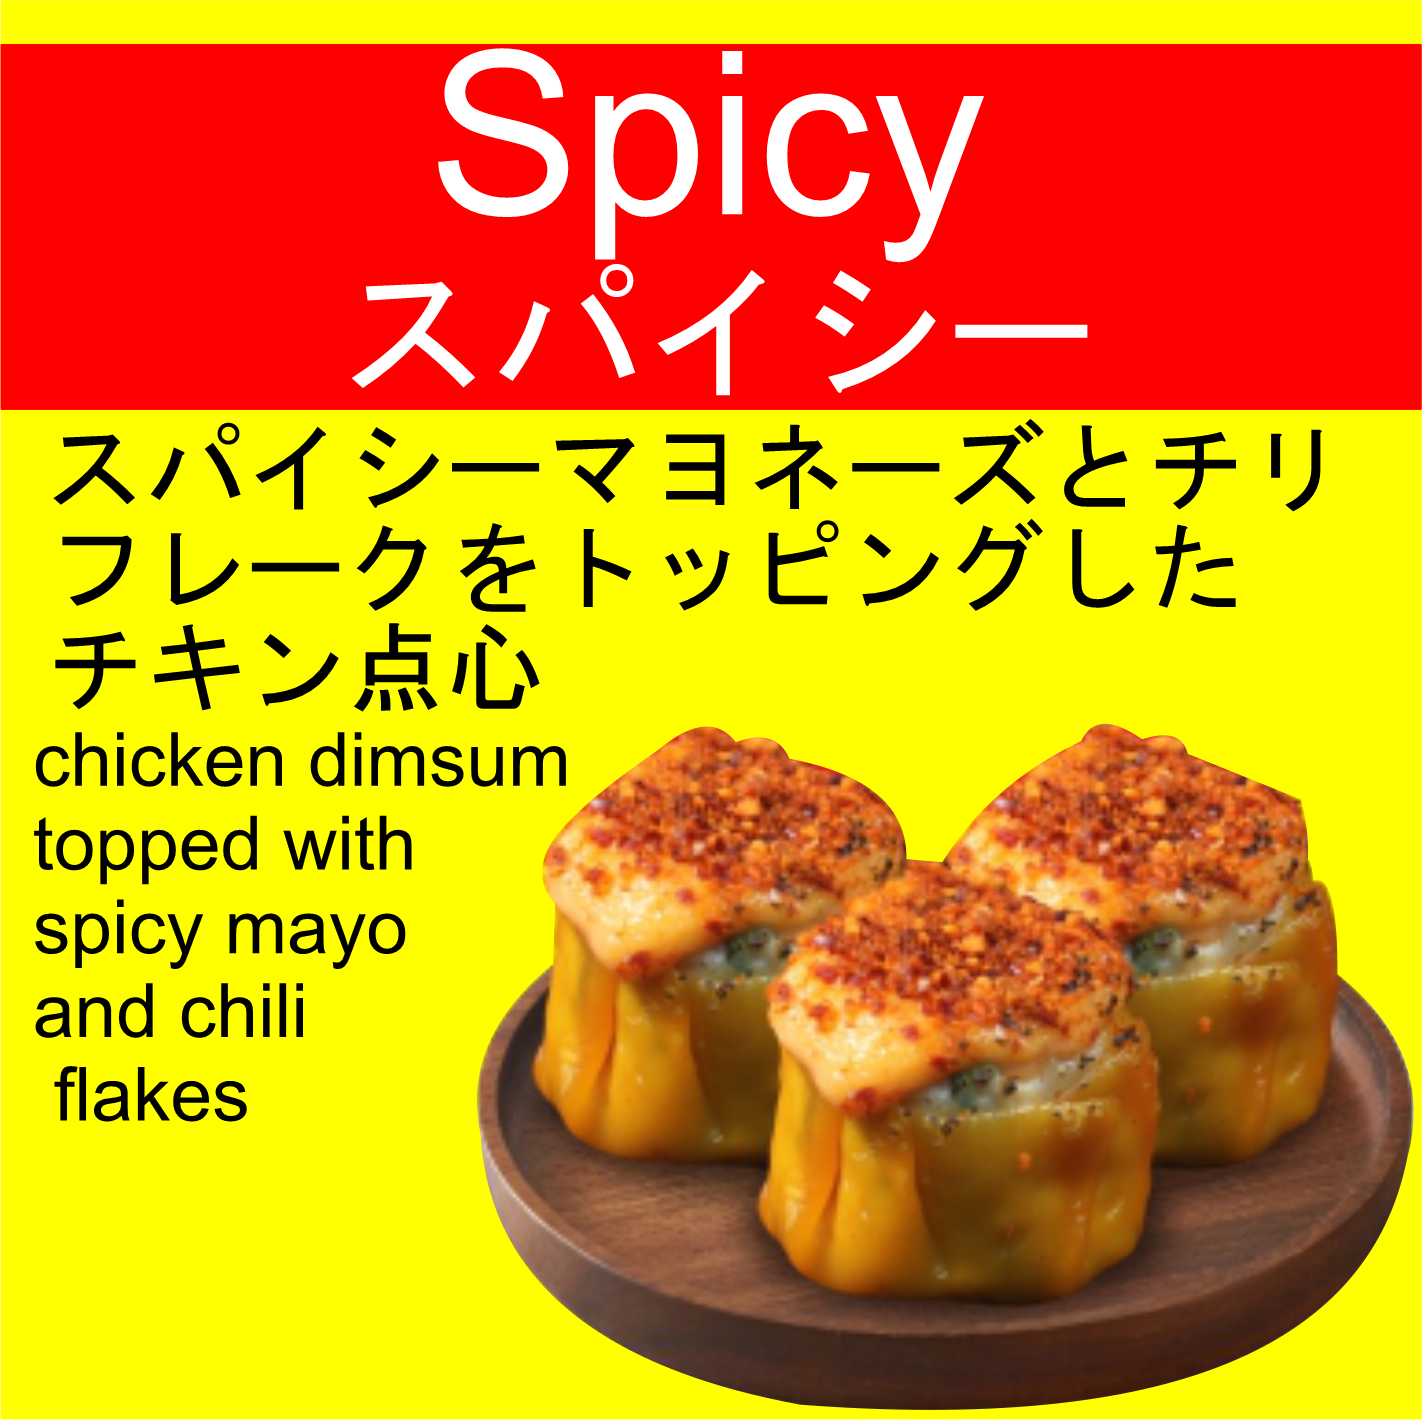 Spicy
スパイシー
スパイシーマヨネーズとチリ
フレークをトッピングした
チキン点心
chicken dimsum
topped with
spicy mayo
and chili
flakes